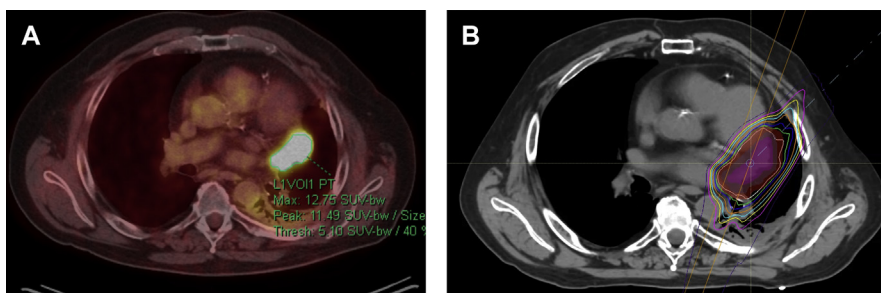 A
B
L1VOI1 PT
Max: 12.75 SUV-bw
Peak: 11.49 SUV-bw / Size
Thresh: 5.10 SUV-bw / 40 %